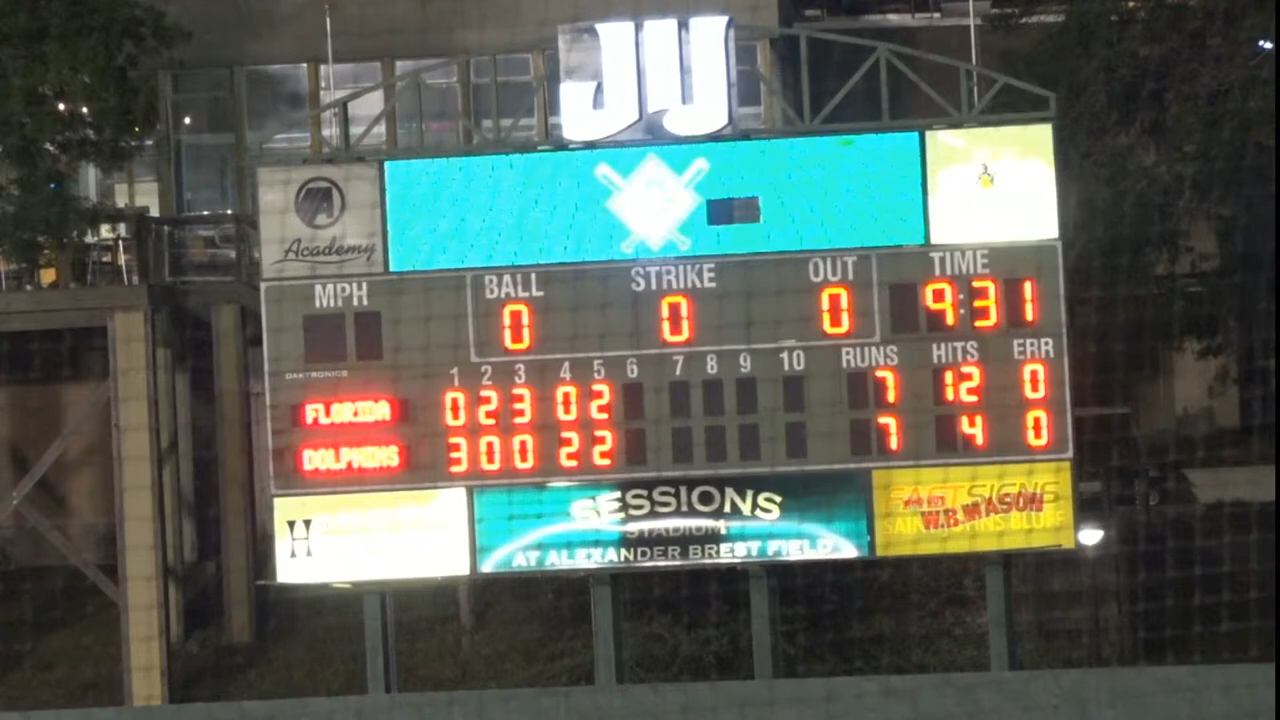 JU
A
Academy
MPH BALL STRIKE OUT TIME
0 0 0 9:31
DAKTRONICS
1 2 3 4 5 6 7 8 9 10 RUNS HITS ERR
FLORIDA 0 2 3 0 2 7 12 0
DOLPHINS 3 0 0 2 2 7 4 0
H
SESSIONS
STADIUM
AT ALEXANDER BREST FIELD
FASTSIGNS
W.B. MASON
SAINT JOHNS BLUFF